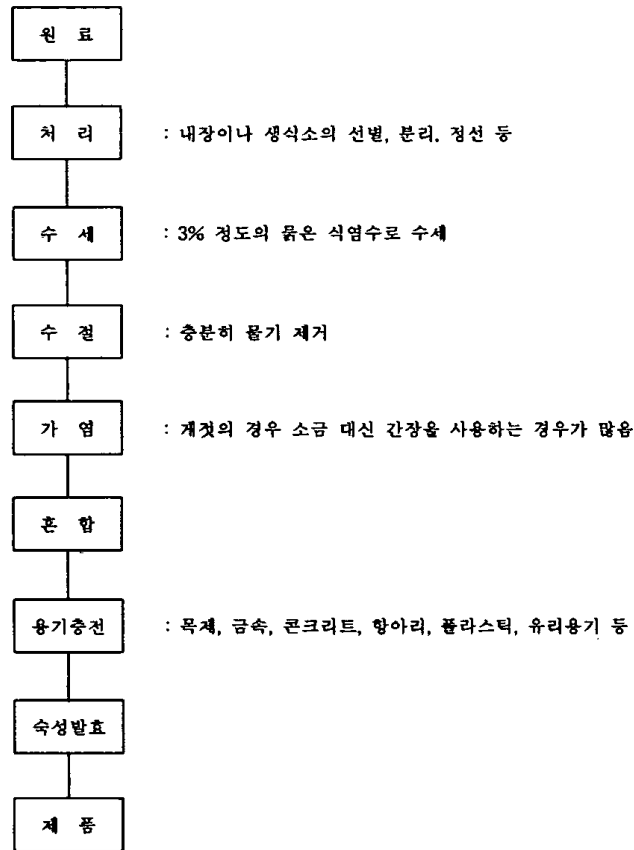 원 료
처 리 : 내장이나 생식소의 선별, 분리, 정선 등
수 세 : 3% 정도의 묽은 식염수로 수세
수 절 : 충분히 물기 제거
가 염 : 게젓의 경우 소금 대신 간장을 사용하는 경우가 많음
혼 합
용기충전 : 목재, 금속, 콘크리트, 항아리, 플라스틱, 유리용기 등
숙성발효
제 품